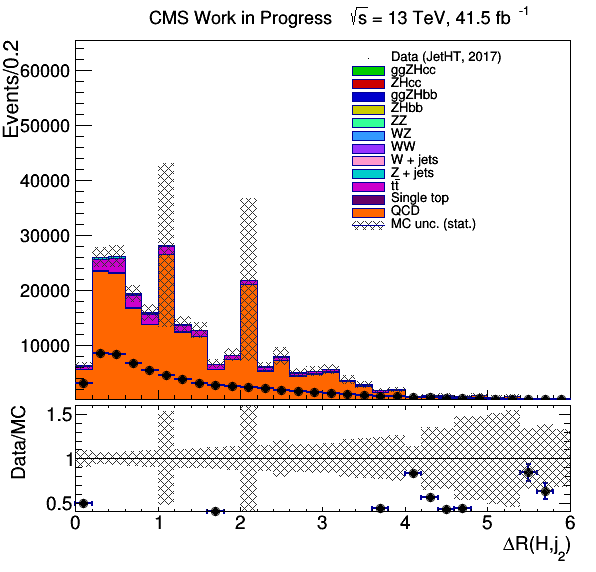 CMS Work in Progress √s = 13 TeV, 41.5 fb⁻¹
Events/0.2
60000
50000
40000
30000
20000
10000
Data (JetHT, 2017)
ggZHcc
ZHcc
ggZHbb
ZHbb
ZZ
WZ
WW
W + jets
Z + jets
tt̄
Single top
QCD
MC unc. (stat.)
Data/MC
1.5
1
0.5
0 1 2 3 4 5 6
ΔR(H,j₂)